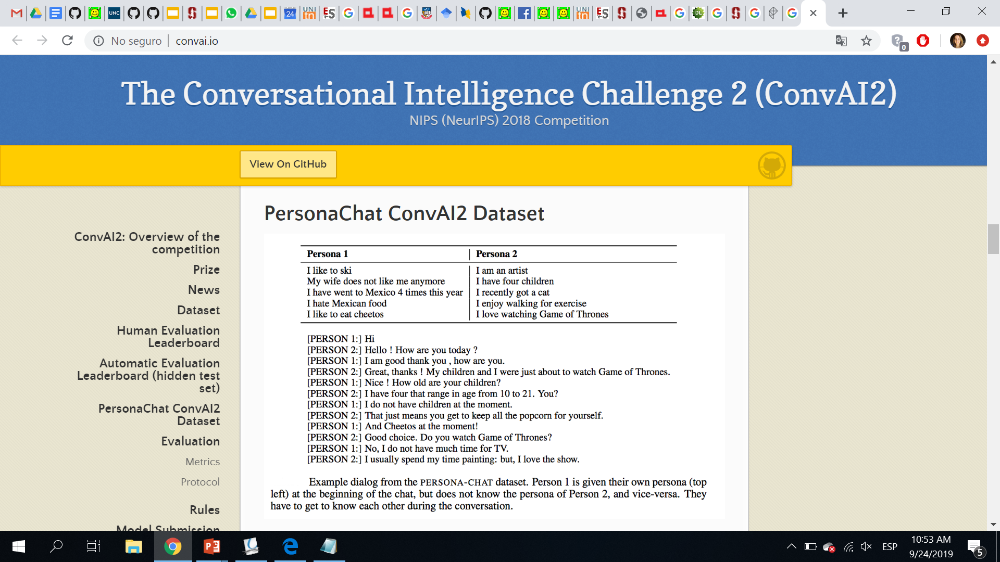 UNC
24
UNI
E5
UNI
E5
DL
No seguro
convai.io
0
The Conversational Intelligence Challenge 2 (ConvAI2)
NIPS (NeurIPS) 2018 Competition
View On GitHub
ConvAI2: Overview of the
competition
Prize
News
Dataset
Human Evaluation
Leaderboard
Automatic Evaluation
Leaderboard (hidden test
set)
PersonaChat ConvAI2
Dataset
Evaluation
Metrics
Protocol
Rules
Model Submission
PersonaChat ConvAI2 Dataset
Persona 1 Persona 2
I like to ski I am an artist
My wife does not like me anymore I have four children
I have went to Mexico 4 times this year I recently got a cat
I hate Mexican food I enjoy walking for exercise
I like to eat cheetos I love watching Game of Thrones
[PERSON 1:] Hi
[PERSON 2:] Hello ! How are you today ?
[PERSON 1:] I am good thank you , how are you.
[PERSON 2:] Great, thanks ! My children and I were just about to watch Game of Thrones.
[PERSON 1:] Nice ! How old are your children?
[PERSON 2:] I have four that range in age from 10 to 21. You?
[PERSON 1:] I do not have children at the moment.
[PERSON 2:] That just means you get to keep all the popcorn for yourself.
[PERSON 1:] And Cheetos at the moment!
[PERSON 2:] Good choice. Do you watch Game of Thrones?
[PERSON 1:] No, I do not have much time for TV.
[PERSON 2:] I usually spend my time painting: but, I love the show.
Example dialog from the PERSONA-CHAT dataset. Person 1 is given their own persona (top
left) at the beginning of the chat, but does not know the persona of Person 2, and vice-versa. They
have to get to know each other during the conversation.
ESP
10:53 AM
9/24/2019
5